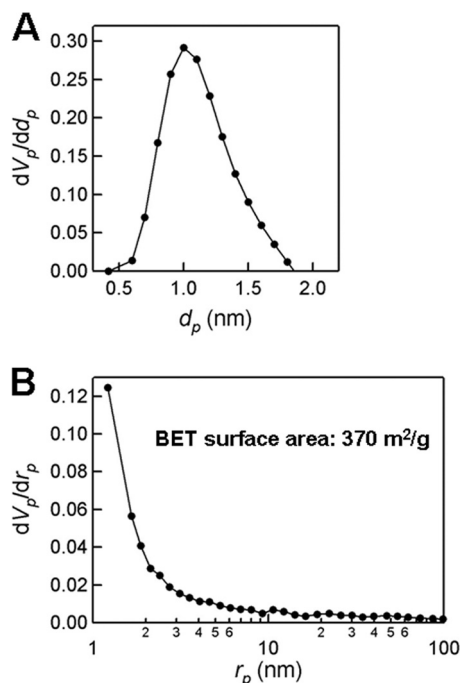 A
0.30
0.25
0.20
0.15
0.10
0.05
0.00
dVp/ddp
0.5 1.0 1.5 2.0
dp (nm)
B
0.12
0.10
0.08
0.06
0.04
0.02
0.00
dVp/drp
BET surface area: 370 m²/g
1 2 3 4 5 6 10 2 3 4 5 6 100
rp (nm)